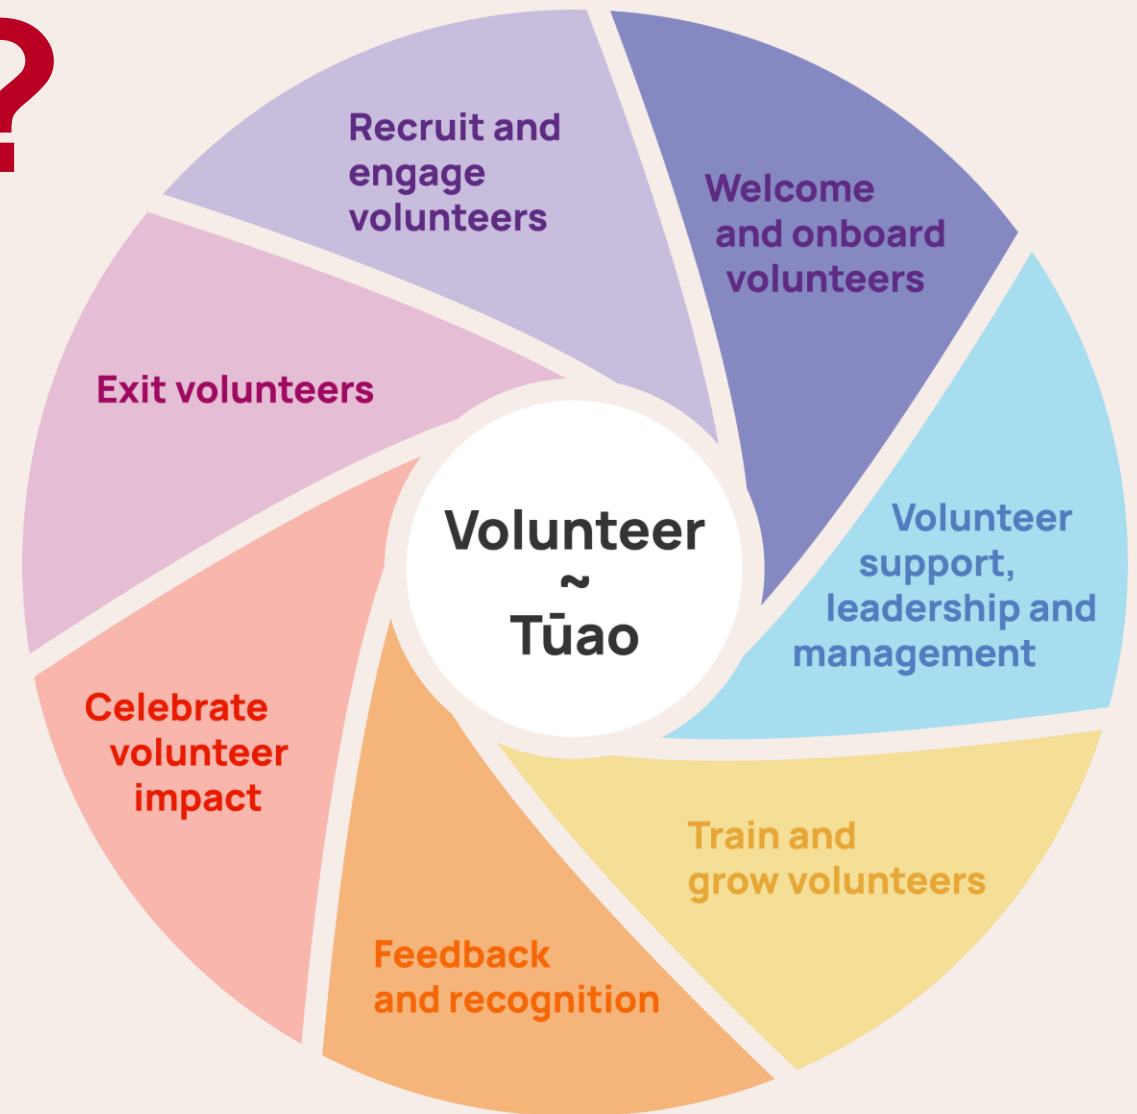 ?
Recruit and
engage
volunteers
Welcome
and onboard
volunteers
Volunteer
support,
leadership and
management
Train and
grow volunteers
Feedback
and recognition
Celebrate
volunteer
impact
Exit volunteers
Volunteer
~
Tūao